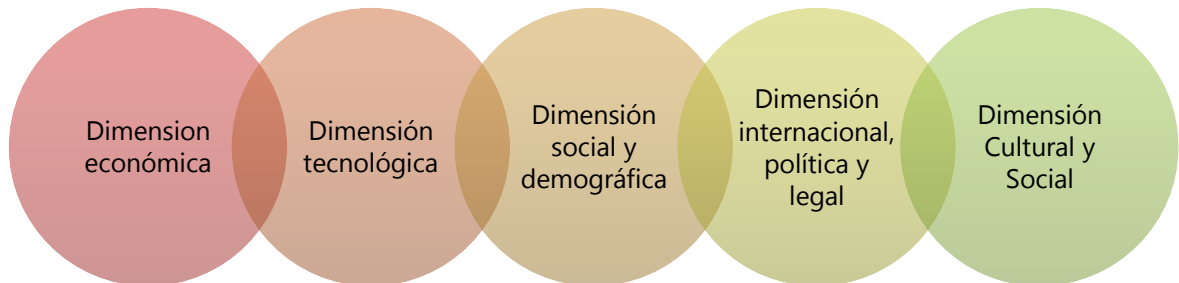 Dimension
económica
Dimensión
tecnológica
Dimensión
social y
demográfica
Dimensión
internacional,
política y
legal
Dimensión
Cultural y
Social